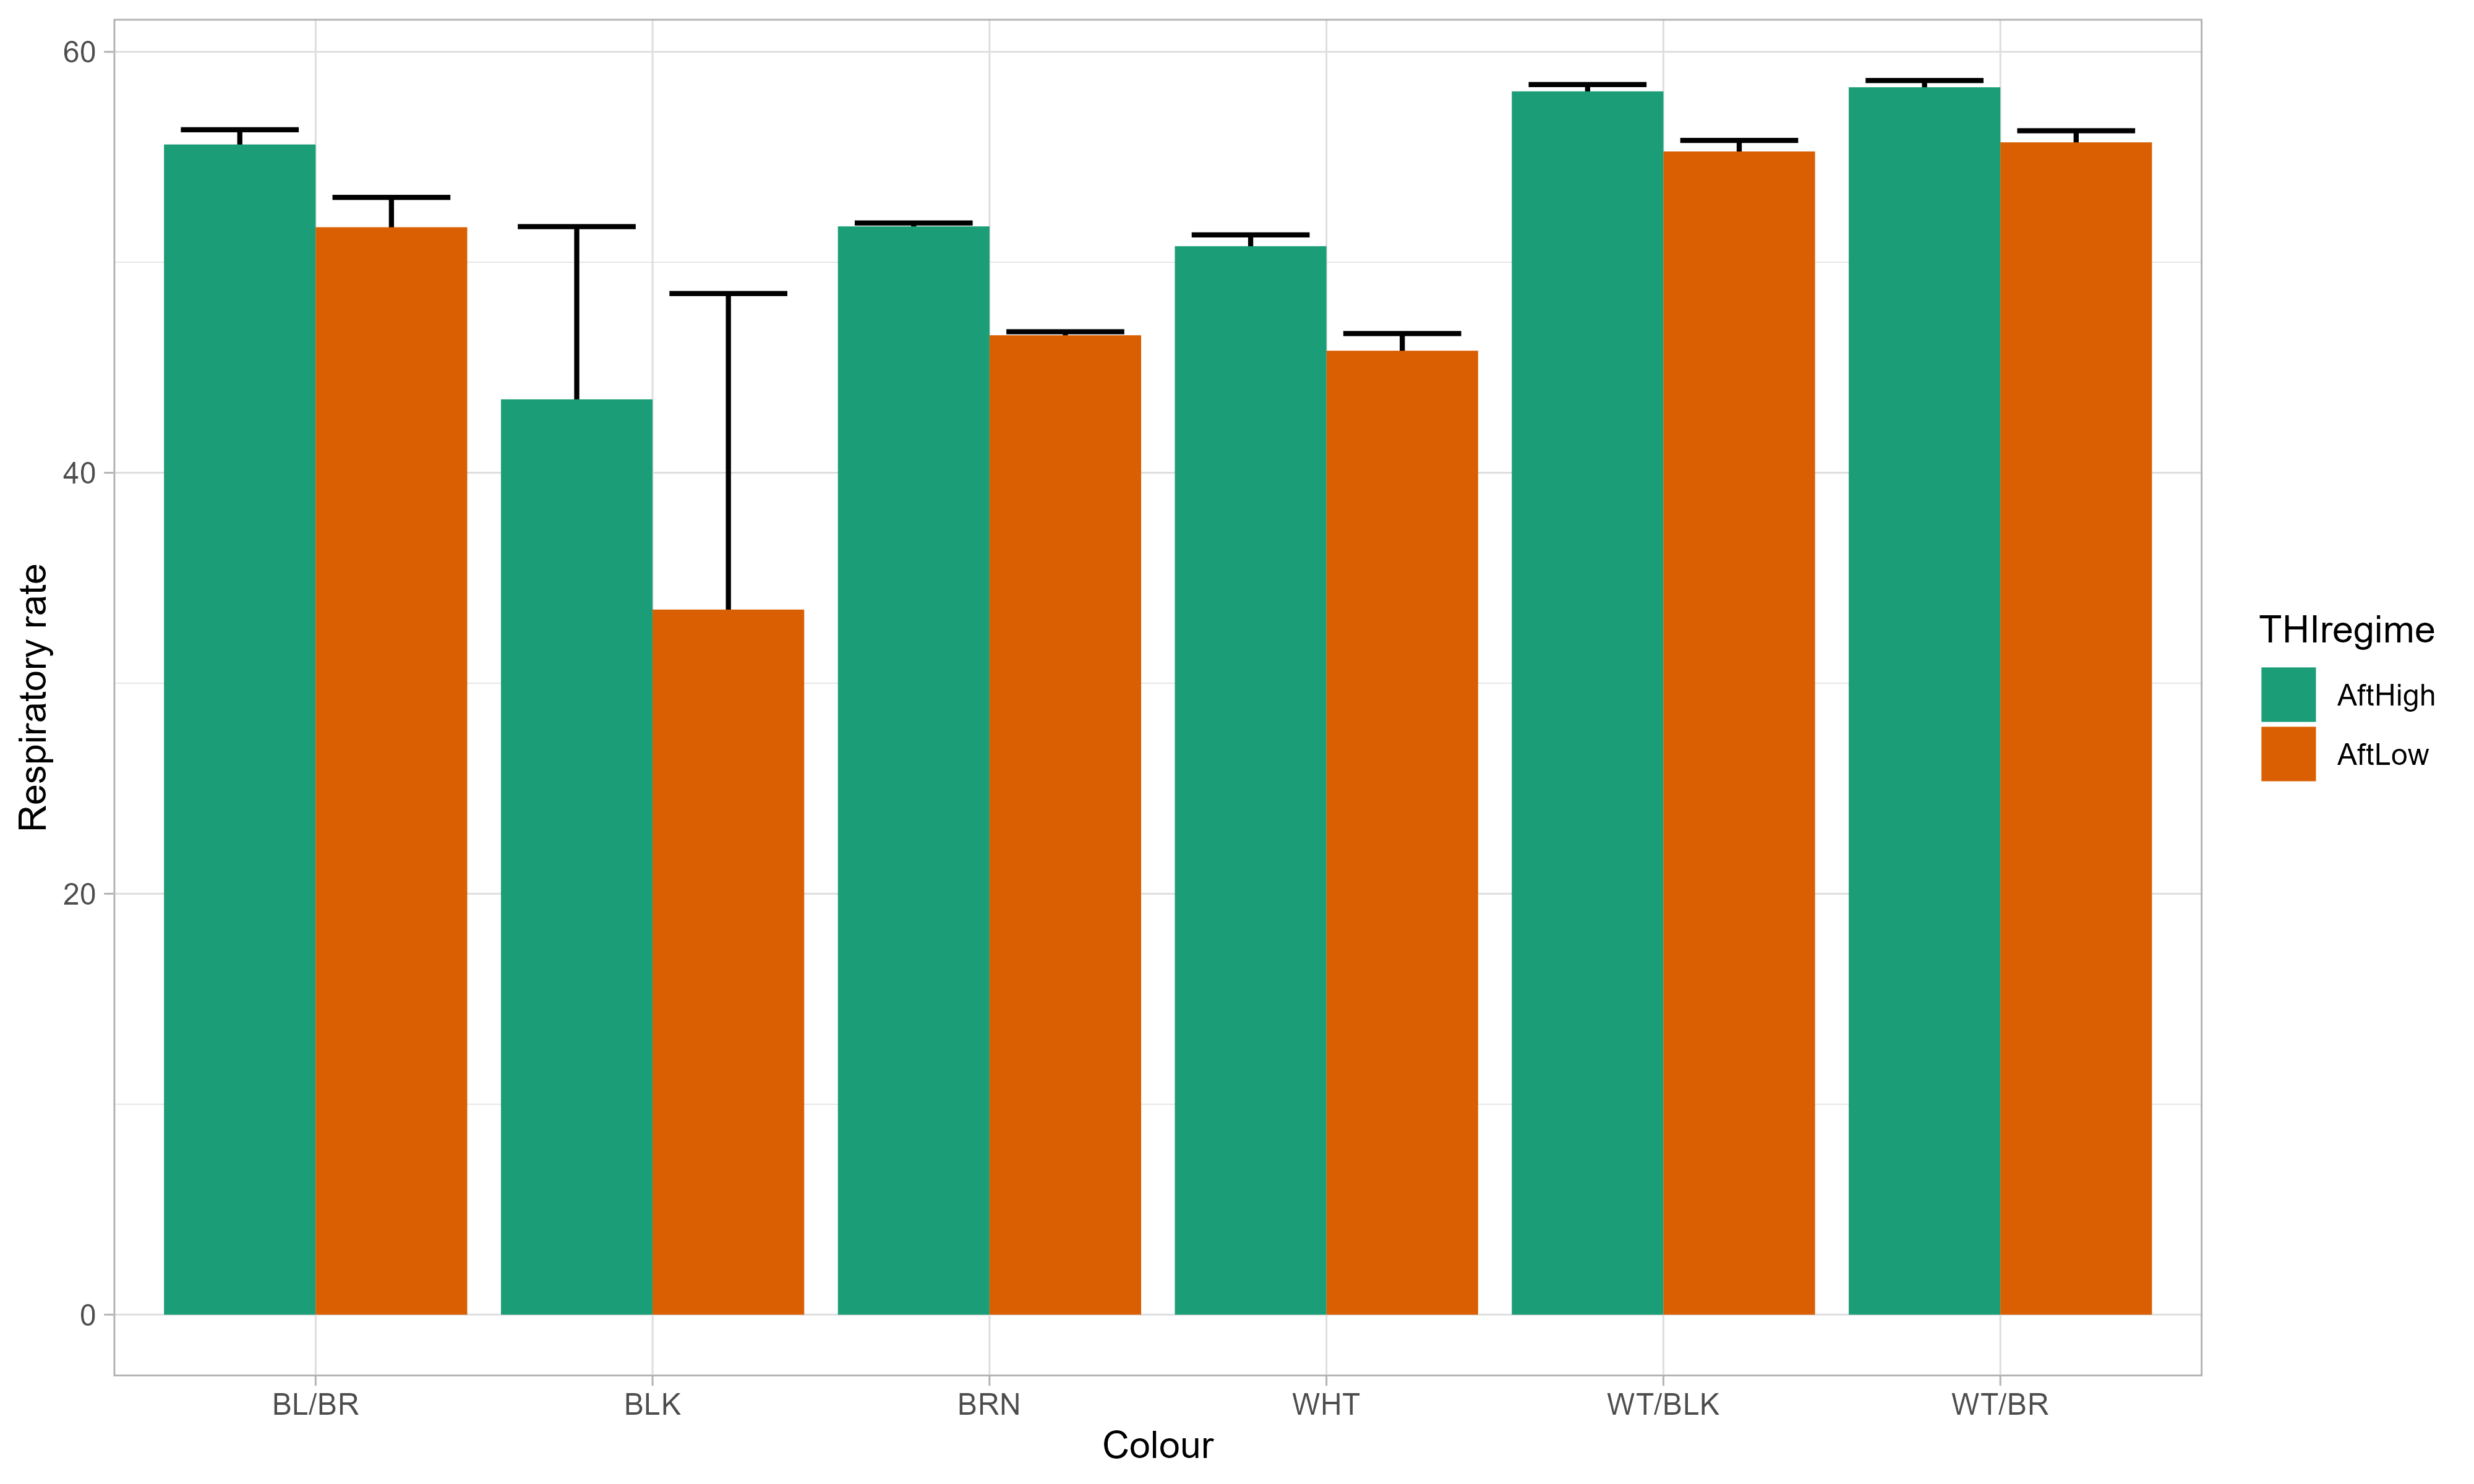 60
40
20
0
Respiratory rate
BL/BR BLK BRN WHT WT/BLK WT/BR
Colour
THIregime
AftHigh
AftLow